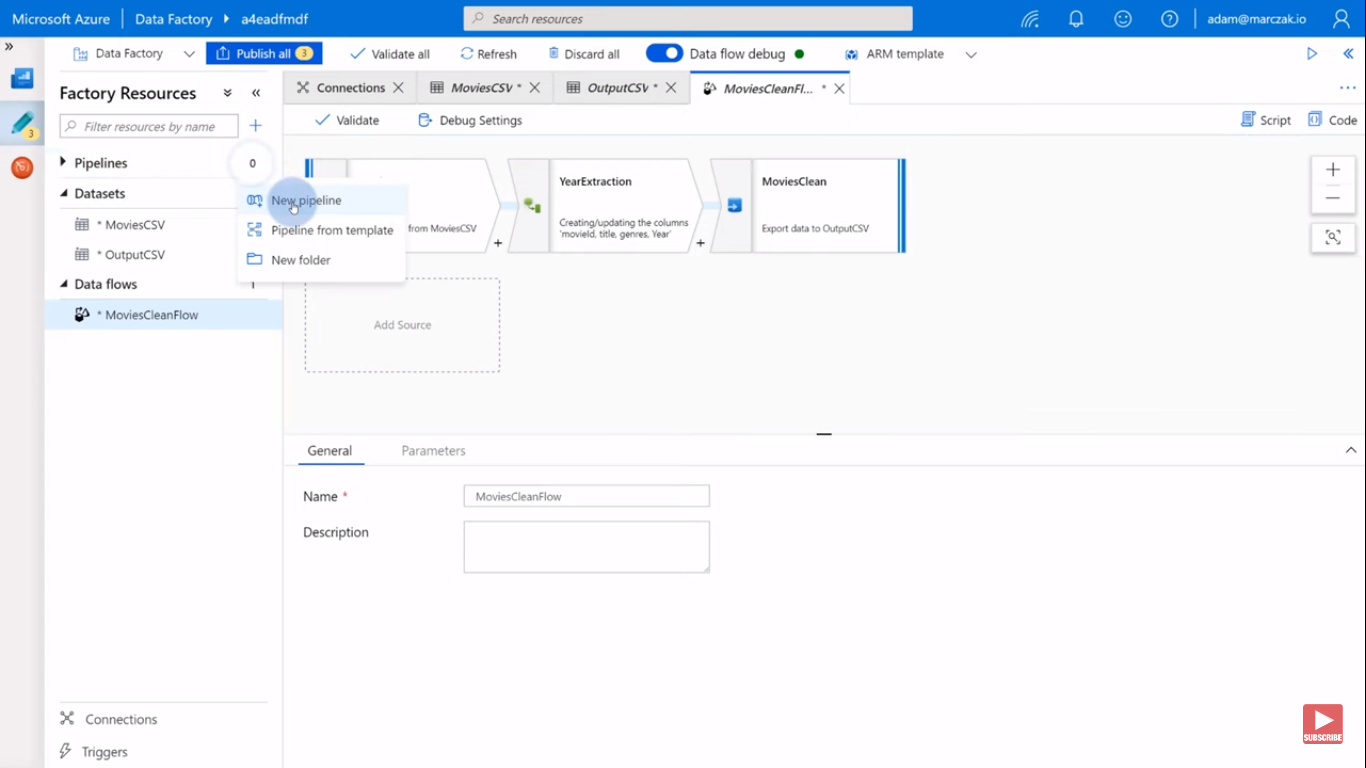 Microsoft Azure
Data Factory
a4eadfmdf
Search resources
adam@marczak.io
Data Factory
Publish all 3
Validate all
Refresh
Discard all
Data flow debug
ARM template
Factory Resources
Connections
MoviesCSV *
OutputCSV *
MoviesCleanFl... *
Filter resources by name
Validate
Debug Settings
Script
Code
3
Pipelines 0
Datasets
* MoviesCSV
* OutputCSV
Data flows 1
* MoviesCleanFlow
New pipeline
Pipeline from template
New folder
from MoviesCSV
+
YearExtraction
Creating/updating the columns
'movieId, title, genres, Year'
+
MoviesClean
Export data to OutputCSV
Add Source
General
Parameters
Name *
MoviesCleanFlow
Description
Connections
Triggers
SUBSCRIBE